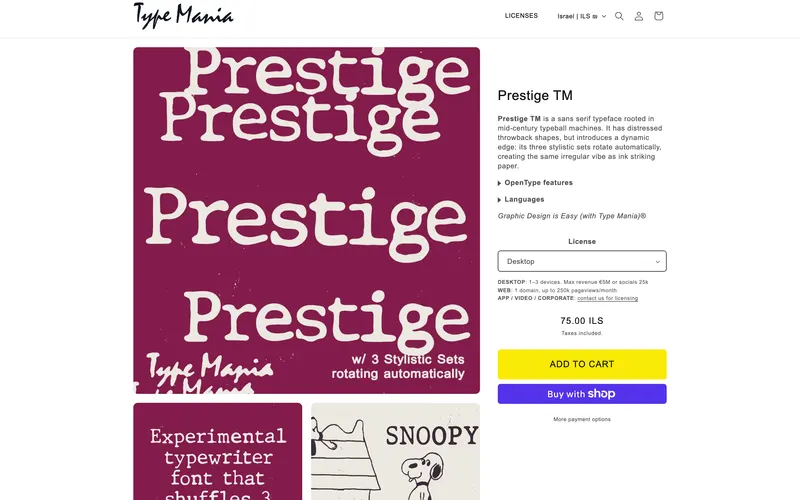 Type Mania
LICENSES
Israel | ILS ₪
Prestige
Prestige
Prestige
Prestige
Type Mania
w/ 3 Stylistic Sets
rotating automatically
Type Mania
Experimental
typewriter
font that
shuffles 3
SNOOPY
Prestige TM
Prestige TM is a sans serif typeface rooted in
mid-century typeball machines. It has distressed
throwback shapes, but introduces a dynamic
edge: its three stylistic sets rotate automatically,
creating the same irregular vibe as ink striking
paper.
OpenType features
Languages
Graphic Design is Easy (with Type Mania)®
License
Desktop
DESKTOP: 1–3 devices. Max revenue €5M or socials 25k
WEB: 1 domain, up to 250k pageviews/month
APP / VIDEO / CORPORATE: contact us for licensing
75.00 ILS
Taxes included.
ADD TO CART
Buy with shop
More payment options